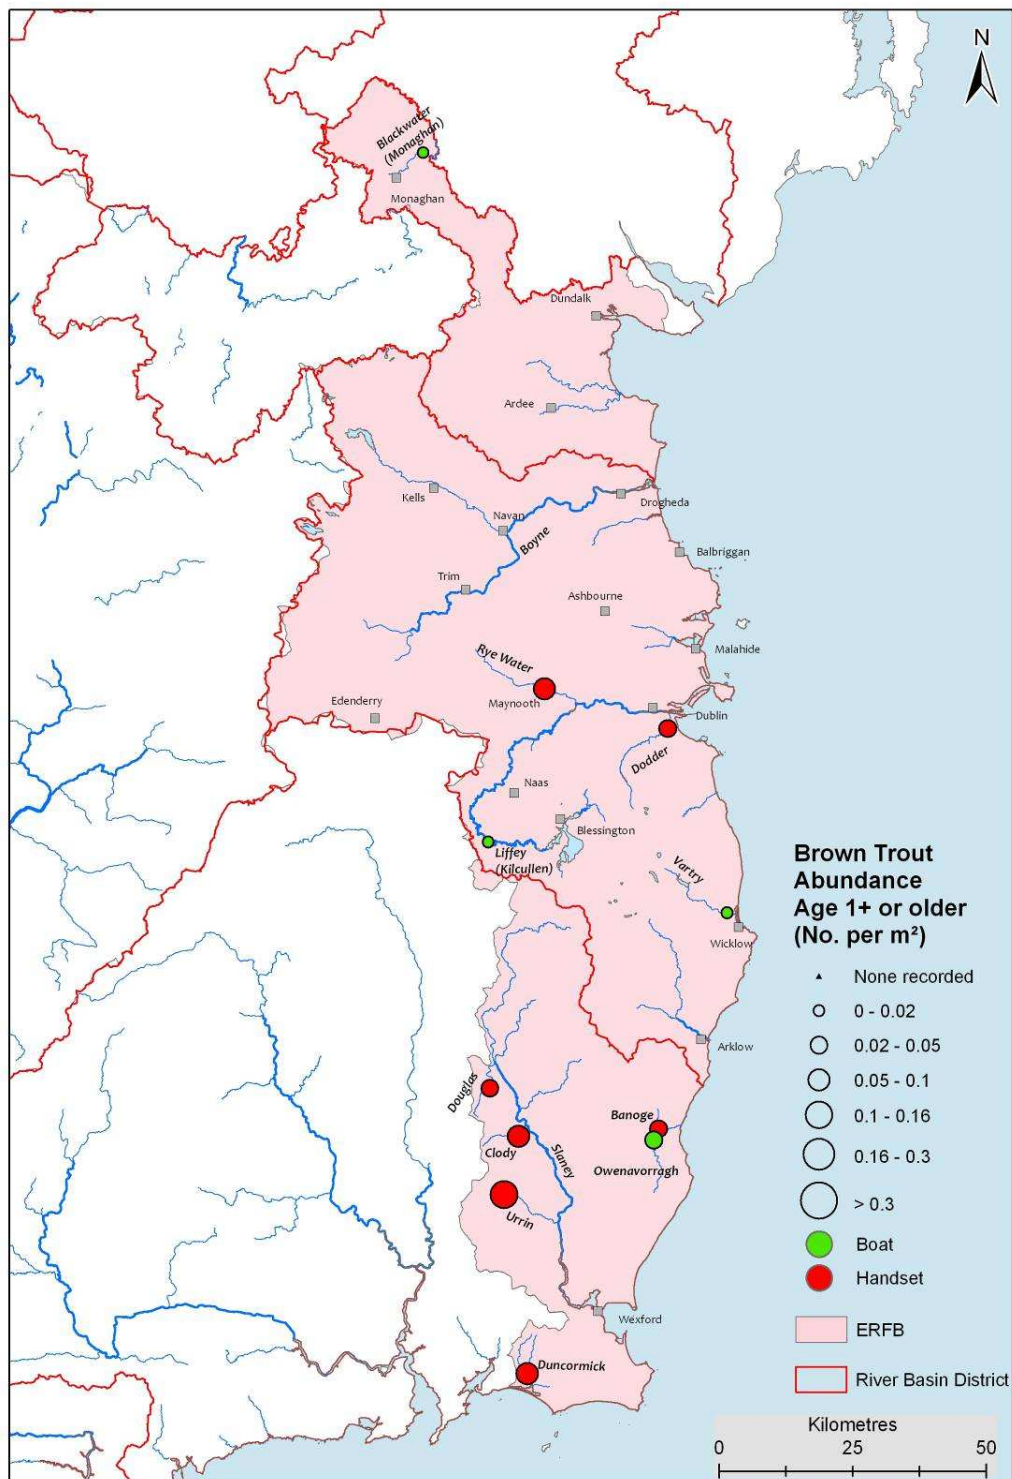 N
Blackwater
(Monaghan)
Monaghan
Dundalk
Ardee
Kells
Navan
Drogheda
Boyne
Balbriggan
Trim
Ashbourne
Malahide
Rye Water
Maynooth
Edenderry
Dublin
Dodder
Naas
Blessington
Liffey
(Kilcullen)
Vartry
Wicklow
Arklow
Douglas
Banoge
Clody
Slaney
Owenavorragh
Urrin
Wexford
Duncormick
Brown Trout
Abundance
Age 1+ or older
(No. per m²)
None recorded
0 - 0.02
0.02 - 0.05
0.05 - 0.1
0.1 - 0.16
0.16 - 0.3
> 0.3
Boat
Handset
ERFB
River Basin District
Kilometres
0 25 50